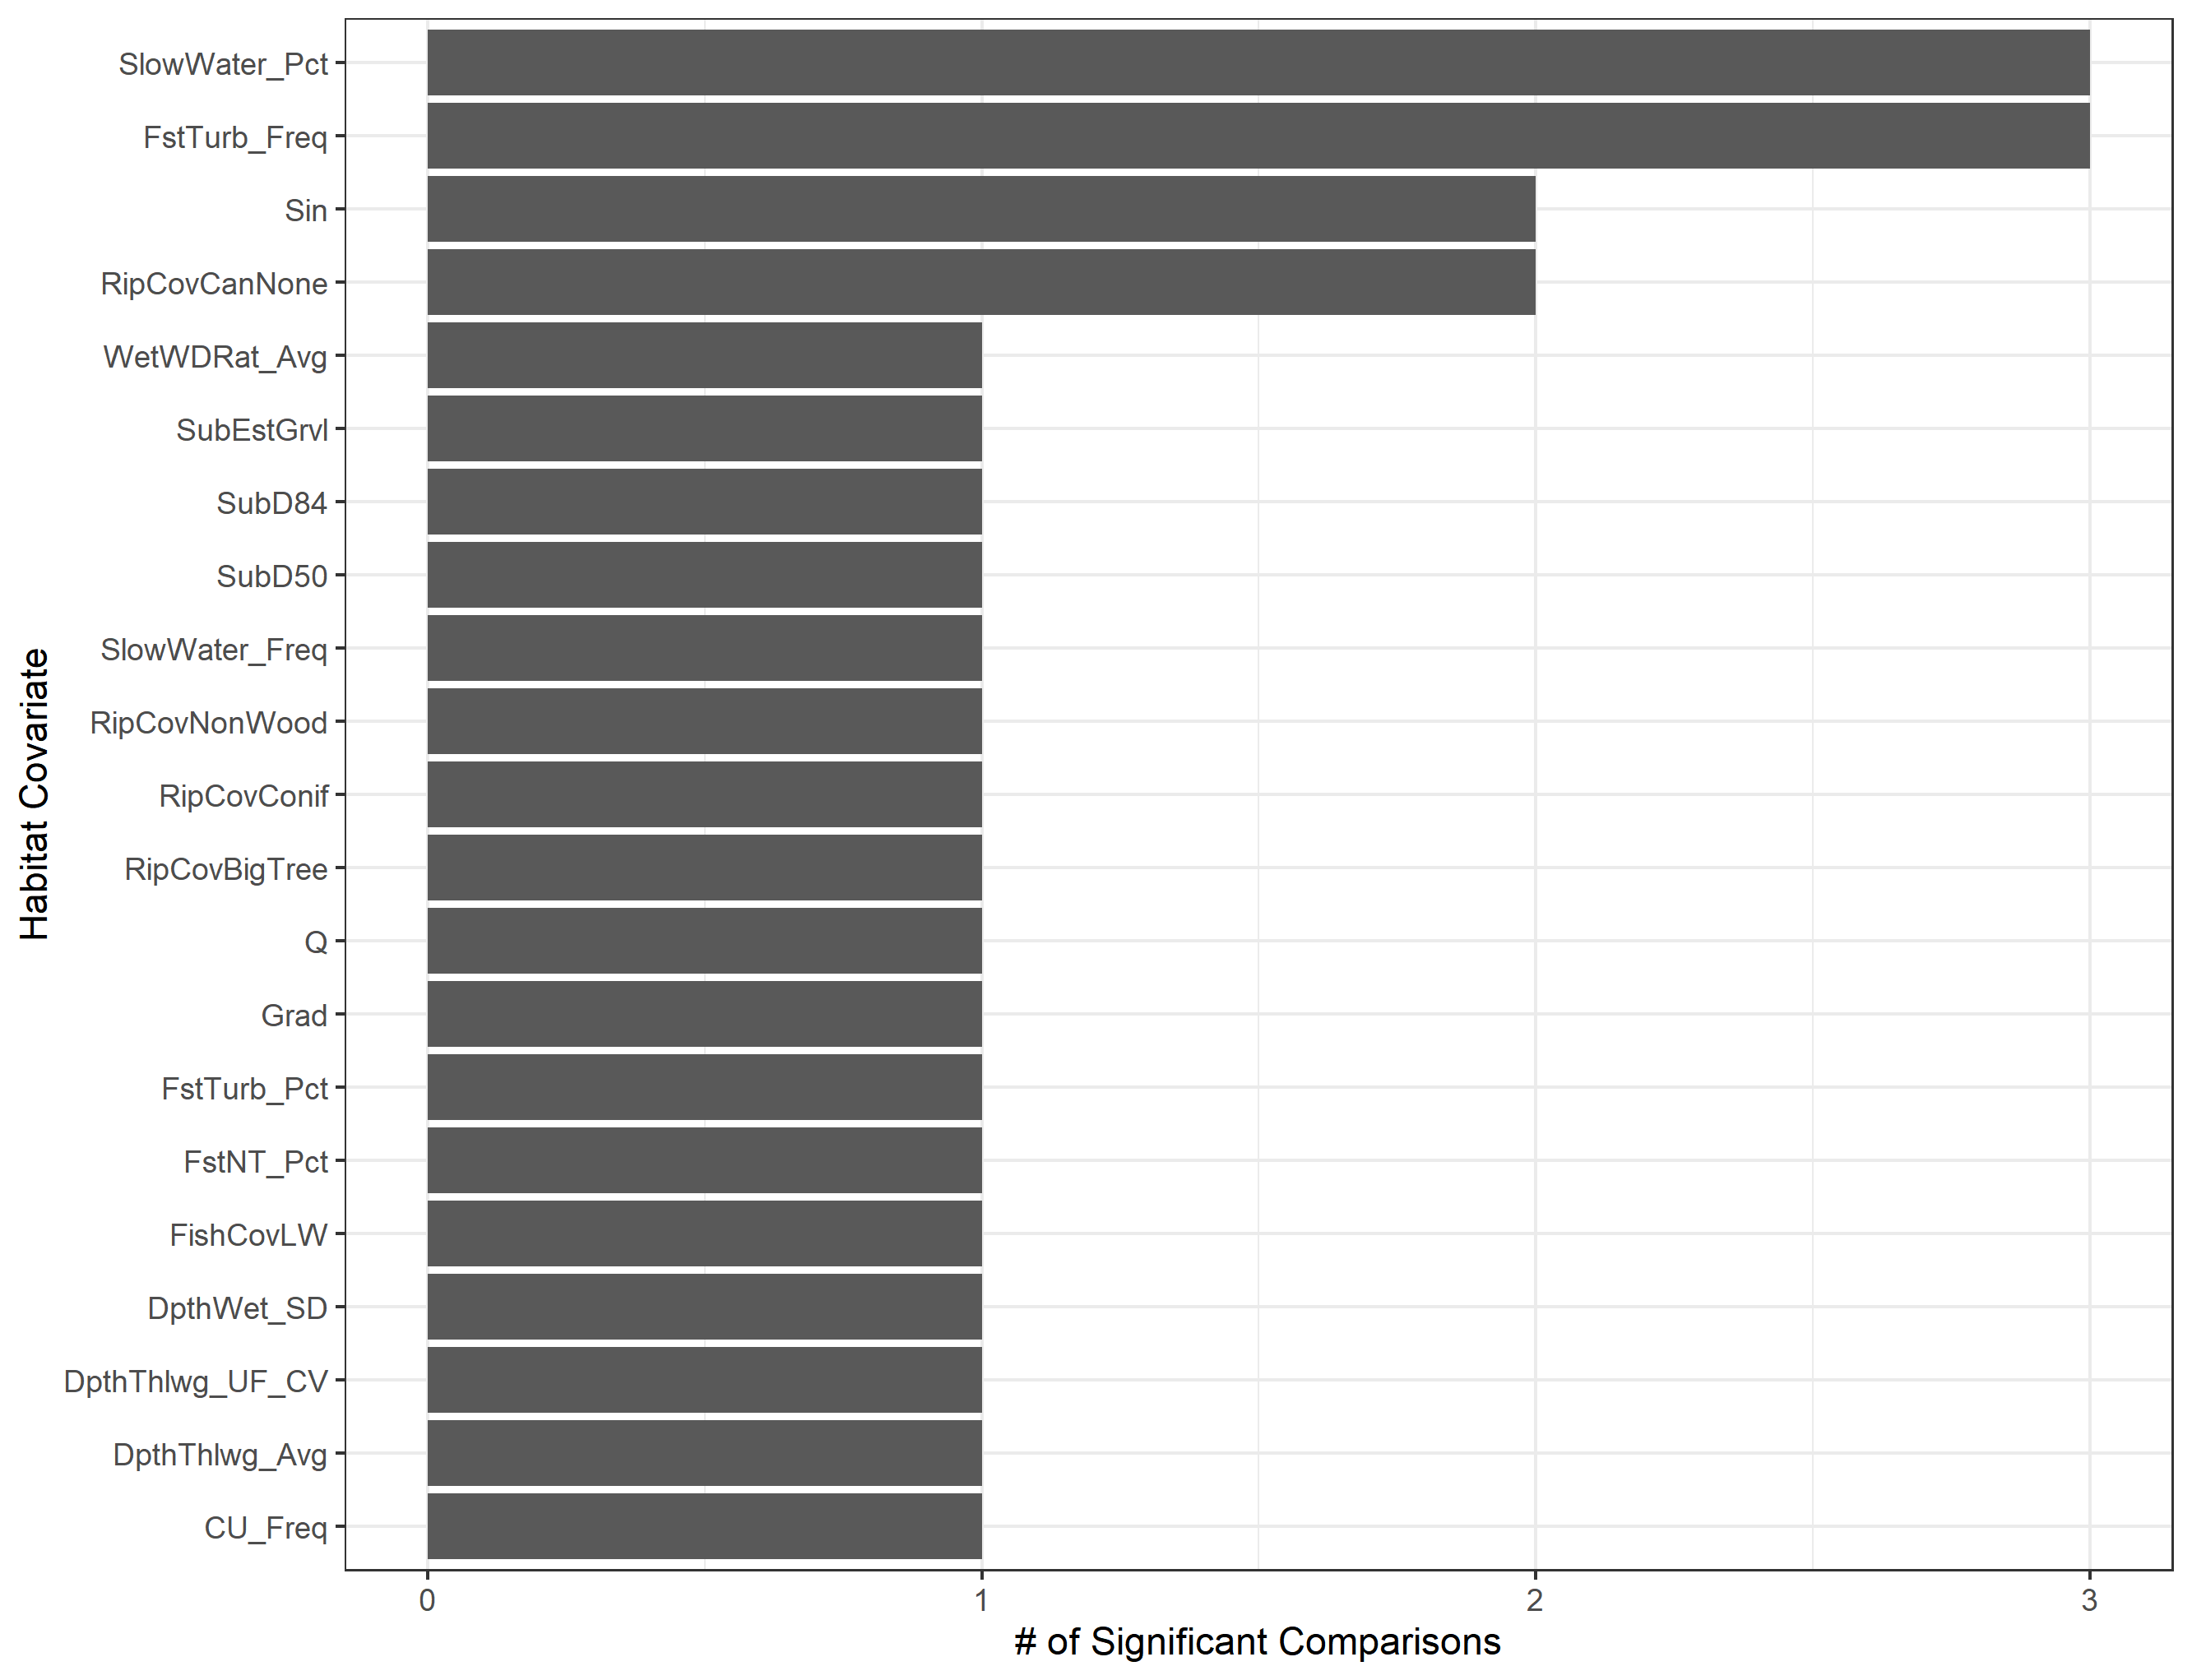 SlowWater_Pct
FstTurb_Freq
Sin
RipCovCanNone
WetWDRat_Avg
SubEstGrvl
SubD84
SubD50
SlowWater_Freq
RipCovNonWood
RipCovConif
RipCovBigTree
Q
Grad
FstTurb_Pct
FstNT_Pct
FishCovLW
DpthWet_SD
DpthThlwg_UF_CV
DpthThlwg_Avg
CU_Freq
Habitat Covariate
0 1 2 3
# of Significant Comparisons